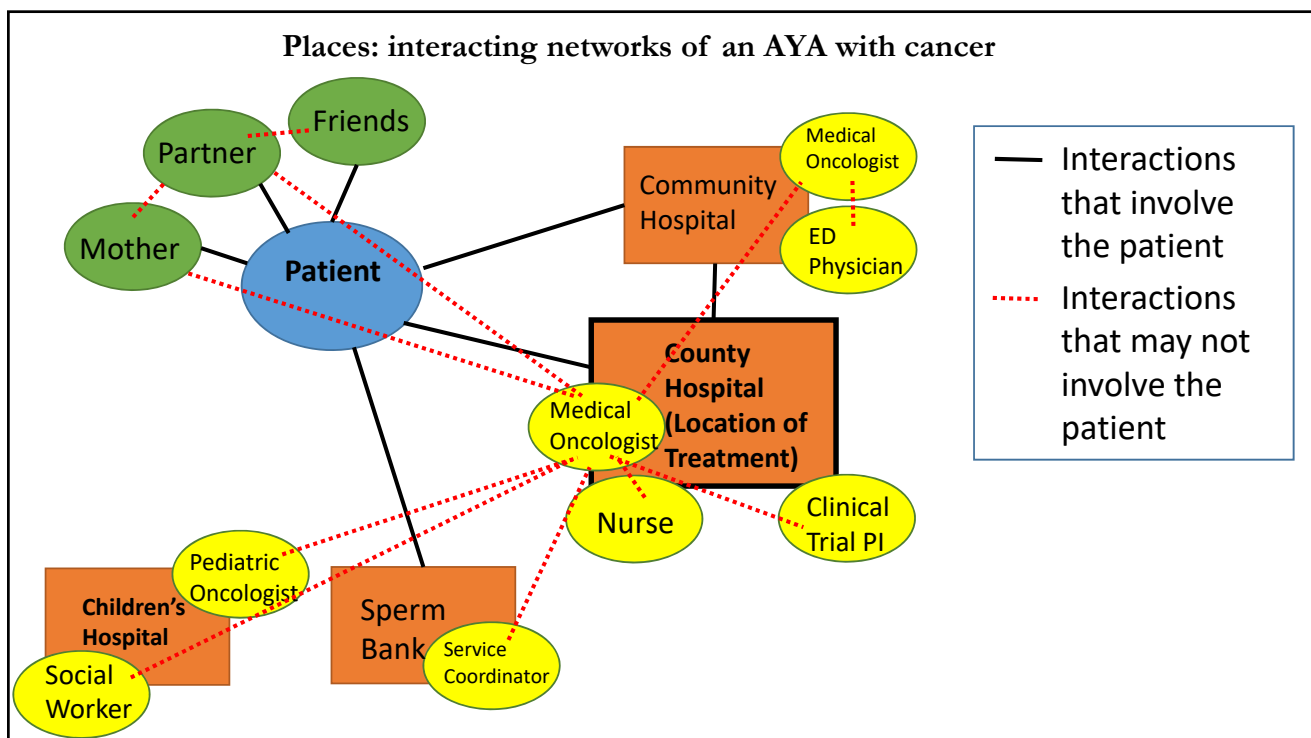 Places: interacting networks of an AYA with cancer
Friends
Partner
Mother
Patient
Community
Hospital
Medical
Oncologist
ED
Physician
County
Hospital
(Location of
Treatment)
Medical
Oncologist
Nurse
Clinical
Trial PI
Pediatric
Oncologist
Children’s
Hospital
Social
Worker
Sperm
Bank
Service
Coordinator
Interactions
that involve
the patient
Interactions
that may not
involve the
patient